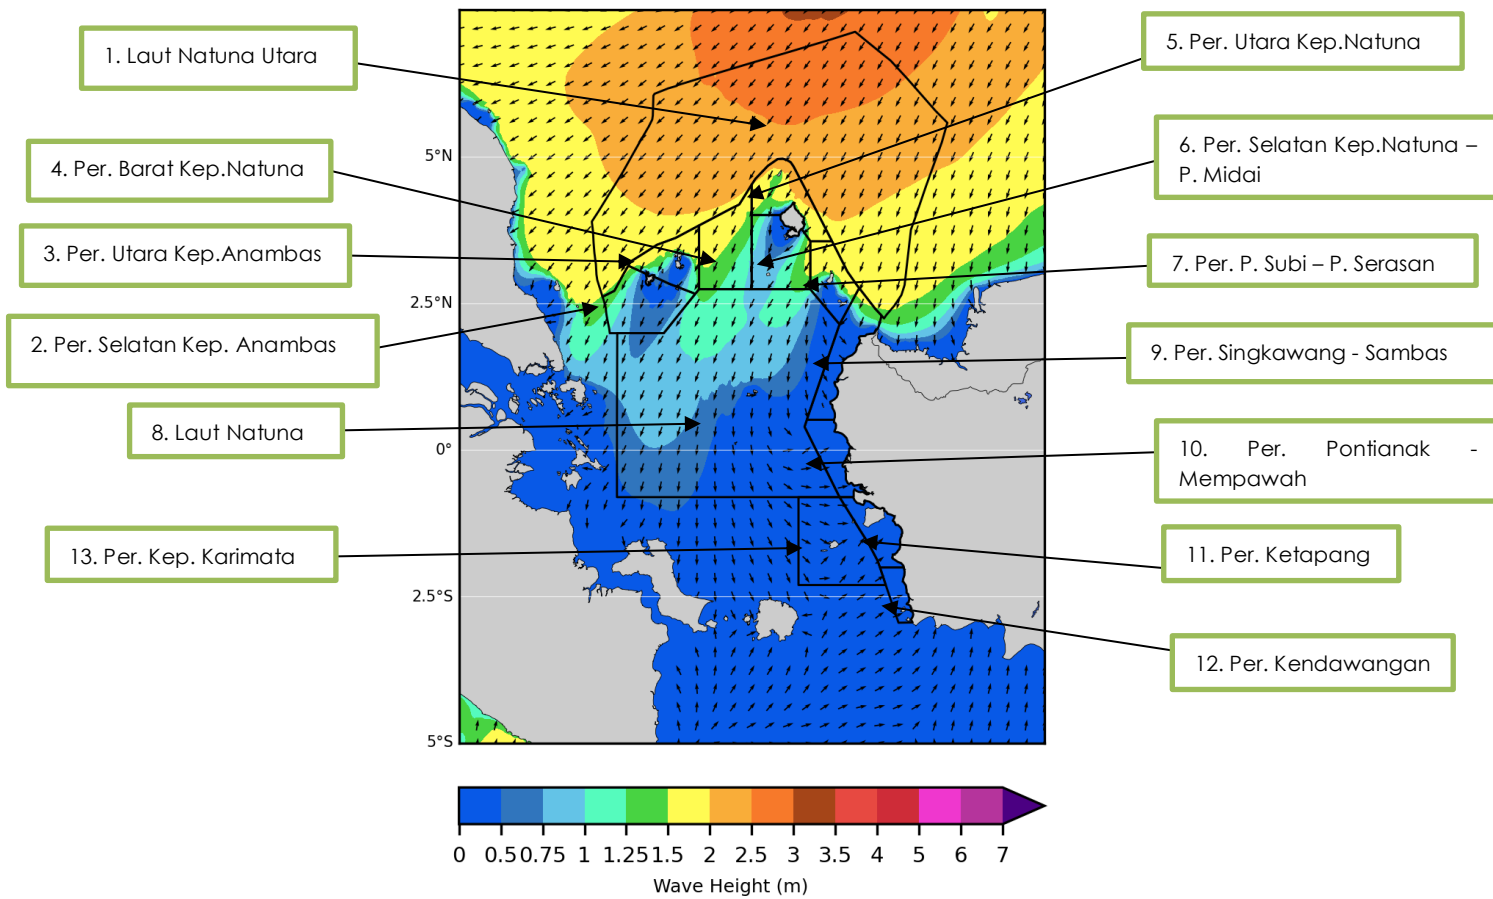 1. Laut Natuna Utara
4. Per. Barat Kep.Natuna
3. Per. Utara Kep.Anambas
2. Per. Selatan Kep. Anambas
8. Laut Natuna
13. Per. Kep. Karimata
5°N
2.5°N
0°
2.5°S
5°S
5. Per. Utara Kep.Natuna
6. Per. Selatan Kep.Natuna –
P. Midai
7. Per. P. Subi – P. Serasan
9. Per. Singkawang - Sambas
10. Per. Pontianak -
Mempawah
11. Per. Ketapang
12. Per. Kendawangan
0 0.5 0.75 1 1.25 1.5 2 2.5 3 3.5 4 5 6 7
Wave Height (m)